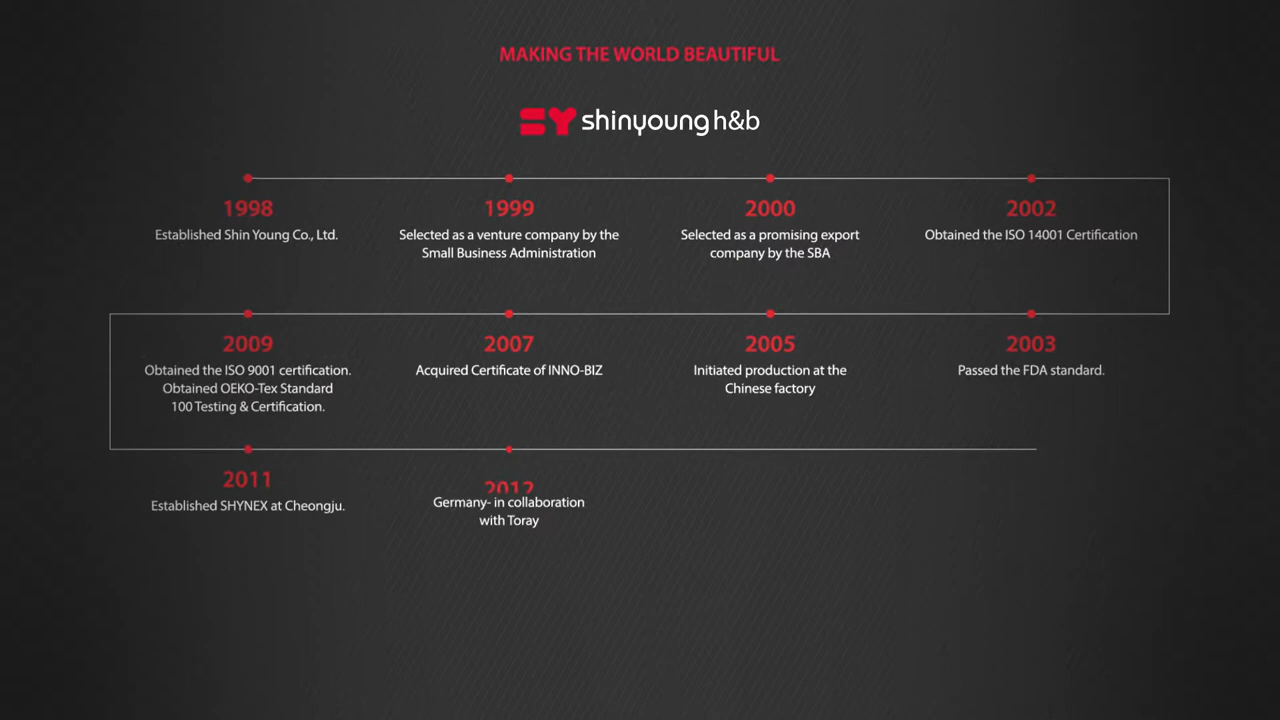 MAKING THE WORLD BEAUTIFUL
shinyoung h&b
1998
Established Shin Young Co., Ltd.
1999
Selected as a venture company by the
Small Business Administration
2000
Selected as a promising export
company by the SBA
2002
Obtained the ISO 14001 Certification
2009
Obtained the ISO 9001 certification.
Obtained OEKO-Tex Standard
100 Testing & Certification.
2007
Acquired Certificate of INNO-BIZ
2005
Initiated production at the
Chinese factory
2003
Passed the FDA standard.
2011
Established SHYNEX at Cheongju.
2012
Germany- in collaboration
with Toray